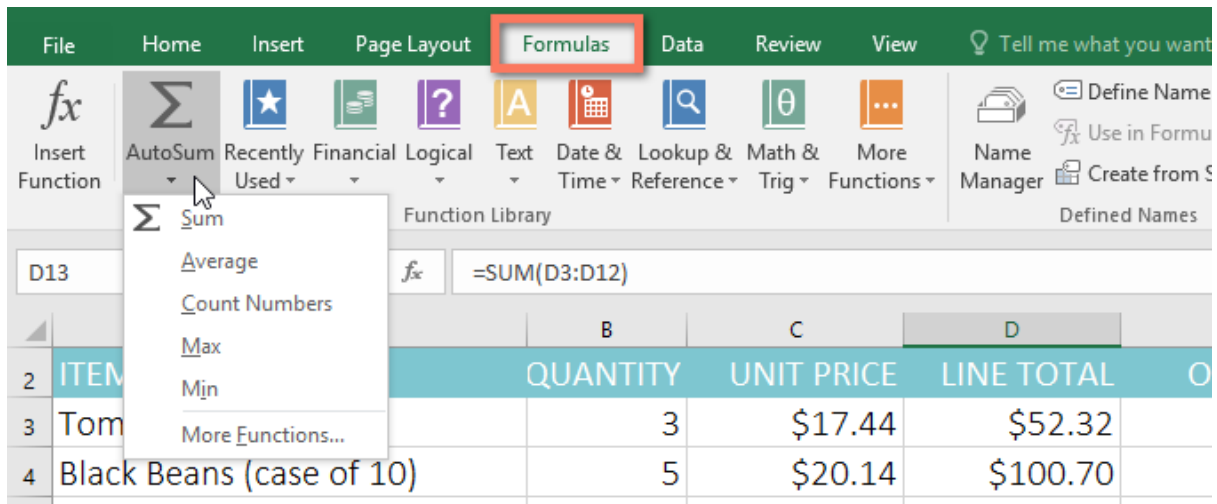 File Home Insert Page Layout Formulas Data Review View Tell me what you want
fx
Insert Function
AutoSum
Recently Used
Financial
Logical
Text
Date & Time
Lookup & Reference
Math & Trig
More Functions
Name Manager
Define Name
Use in Formu
Create from S
Function Library
Defined Names
Sum
Average
Count Numbers
Max
Min
More Functions...
D13 fx =SUM(D3:D12)
B C D
2 ITEM QUANTITY UNIT PRICE LINE TOTAL O
3 Tom 3 $17.44 $52.32
4 Black Beans (case of 10) 5 $20.14 $100.70